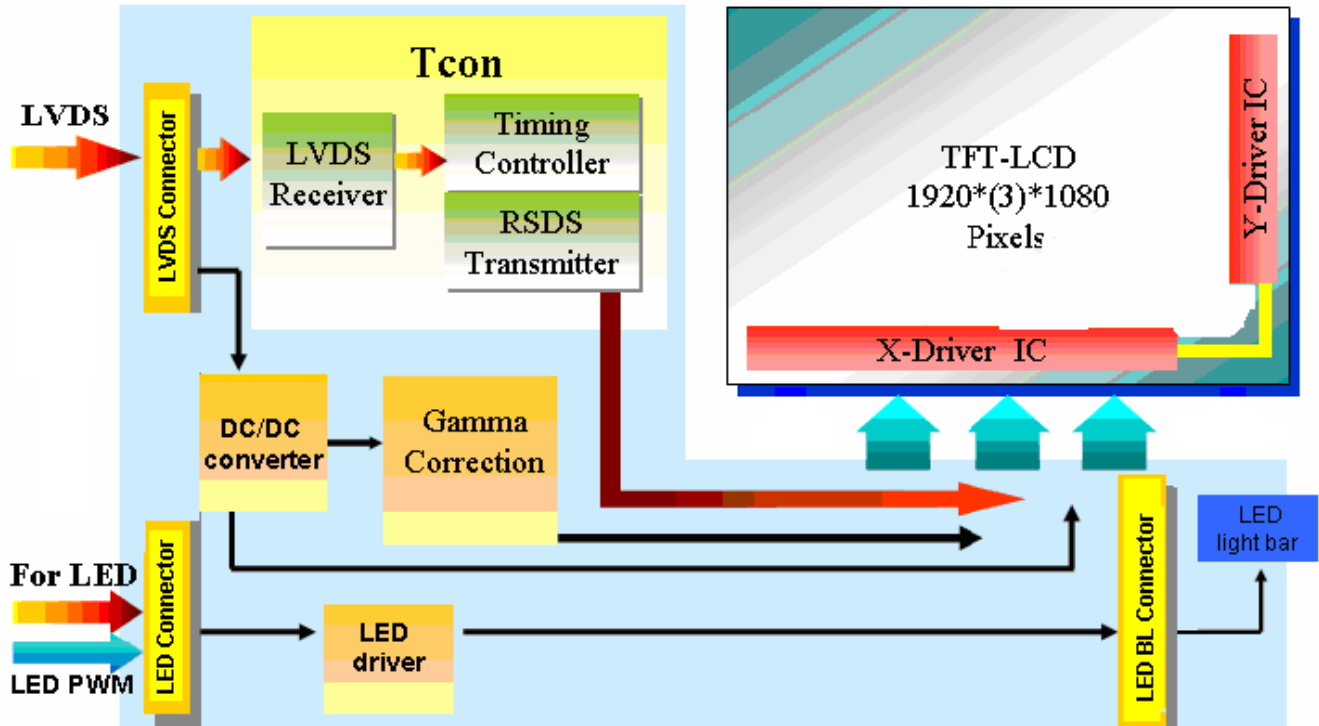 Tcon
LVDS
LVDS Connector
LVDS
Receiver
Timing
Controller
RSDS
Transmitter
TFT-LCD
1920*(3)*1080
Pixels
Y-Driver IC
X-Driver IC
DC/DC
converter
Gamma
Correction
For LED
LED PWM
LED Connector
LED
driver
LED BL Connector
LED
light bar